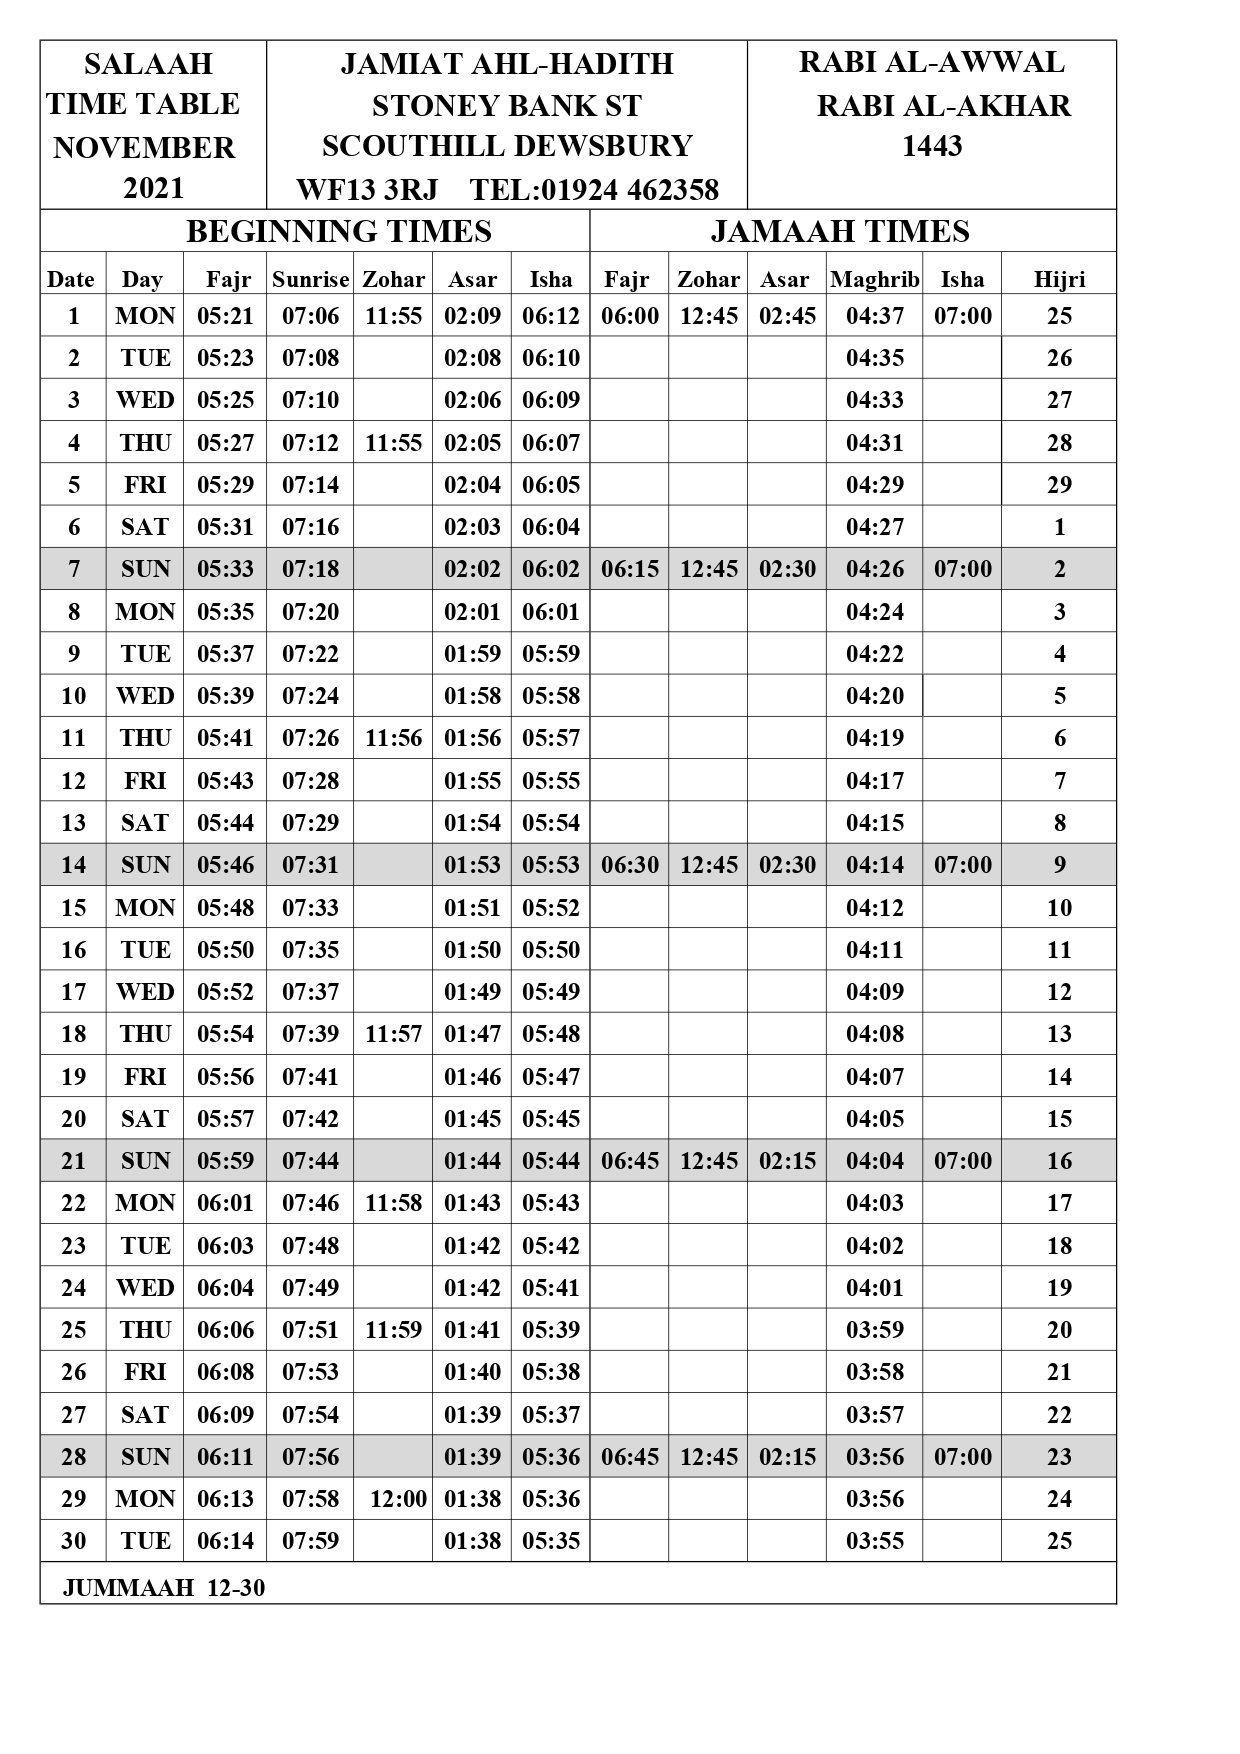 SALAAH
TIME TABLE
NOVEMBER
2021
JAMIAT AHL-HADITH
STONEY BANK ST
SCOUTHILL DEWSBURY
WF13 3RJ TEL:01924 462358
RABI AL-AWWAL
RABI AL-AKHAR
1443
BEGINNING TIMES JAMAAH TIMES
Date Day Fajr Sunrise Zohar Asar Isha Fajr Zohar Asar Maghrib Isha Hijri
1 MON 05:21 07:06 11:55 02:09 06:12 06:00 12:45 02:45 04:37 07:00 25
2 TUE 05:23 07:08 02:08 06:10 04:35 26
3 WED 05:25 07:10 02:06 06:09 04:33 27
4 THU 05:27 07:12 11:55 02:05 06:07 04:31 28
5 FRI 05:29 07:14 02:04 06:05 04:29 29
6 SAT 05:31 07:16 02:03 06:04 04:27 1
7 SUN 05:33 07:18 02:02 06:02 06:15 12:45 02:30 04:26 07:00 2
8 MON 05:35 07:20 02:01 06:01 04:24 3
9 TUE 05:37 07:22 01:59 05:59 04:22 4
10 WED 05:39 07:24 01:58 05:58 04:20 5
11 THU 05:41 07:26 11:56 01:56 05:57 04:19 6
12 FRI 05:43 07:28 01:55 05:55 04:17 7
13 SAT 05:44 07:29 01:54 05:54 04:15 8
14 SUN 05:46 07:31 01:53 05:53 06:30 12:45 02:30 04:14 07:00 9
15 MON 05:48 07:33 01:51 05:52 04:12 10
16 TUE 05:50 07:35 01:50 05:50 04:11 11
17 WED 05:52 07:37 01:49 05:49 04:09 12
18 THU 05:54 07:39 11:57 01:47 05:48 04:08 13
19 FRI 05:56 07:41 01:46 05:47 04:07 14
20 SAT 05:57 07:42 01:45 05:45 04:05 15
21 SUN 05:59 07:44 01:44 05:44 06:45 12:45 02:15 04:04 07:00 16
22 MON 06:01 07:46 11:58 01:43 05:43 04:03 17
23 TUE 06:03 07:48 01:42 05:42 04:02 18
24 WED 06:04 07:49 01:42 05:41 04:01 19
25 THU 06:06 07:51 11:59 01:41 05:39 03:59 20
26 FRI 06:08 07:53 01:40 05:38 03:58 21
27 SAT 06:09 07:54 01:39 05:37 03:57 22
28 SUN 06:11 07:56 01:39 05:36 06:45 12:45 02:15 03:56 07:00 23
29 MON 06:13 07:58 12:00 01:38 05:36 03:56 24
30 TUE 06:14 07:59 01:38 05:35 03:55 25
JUMMAAH 12-30